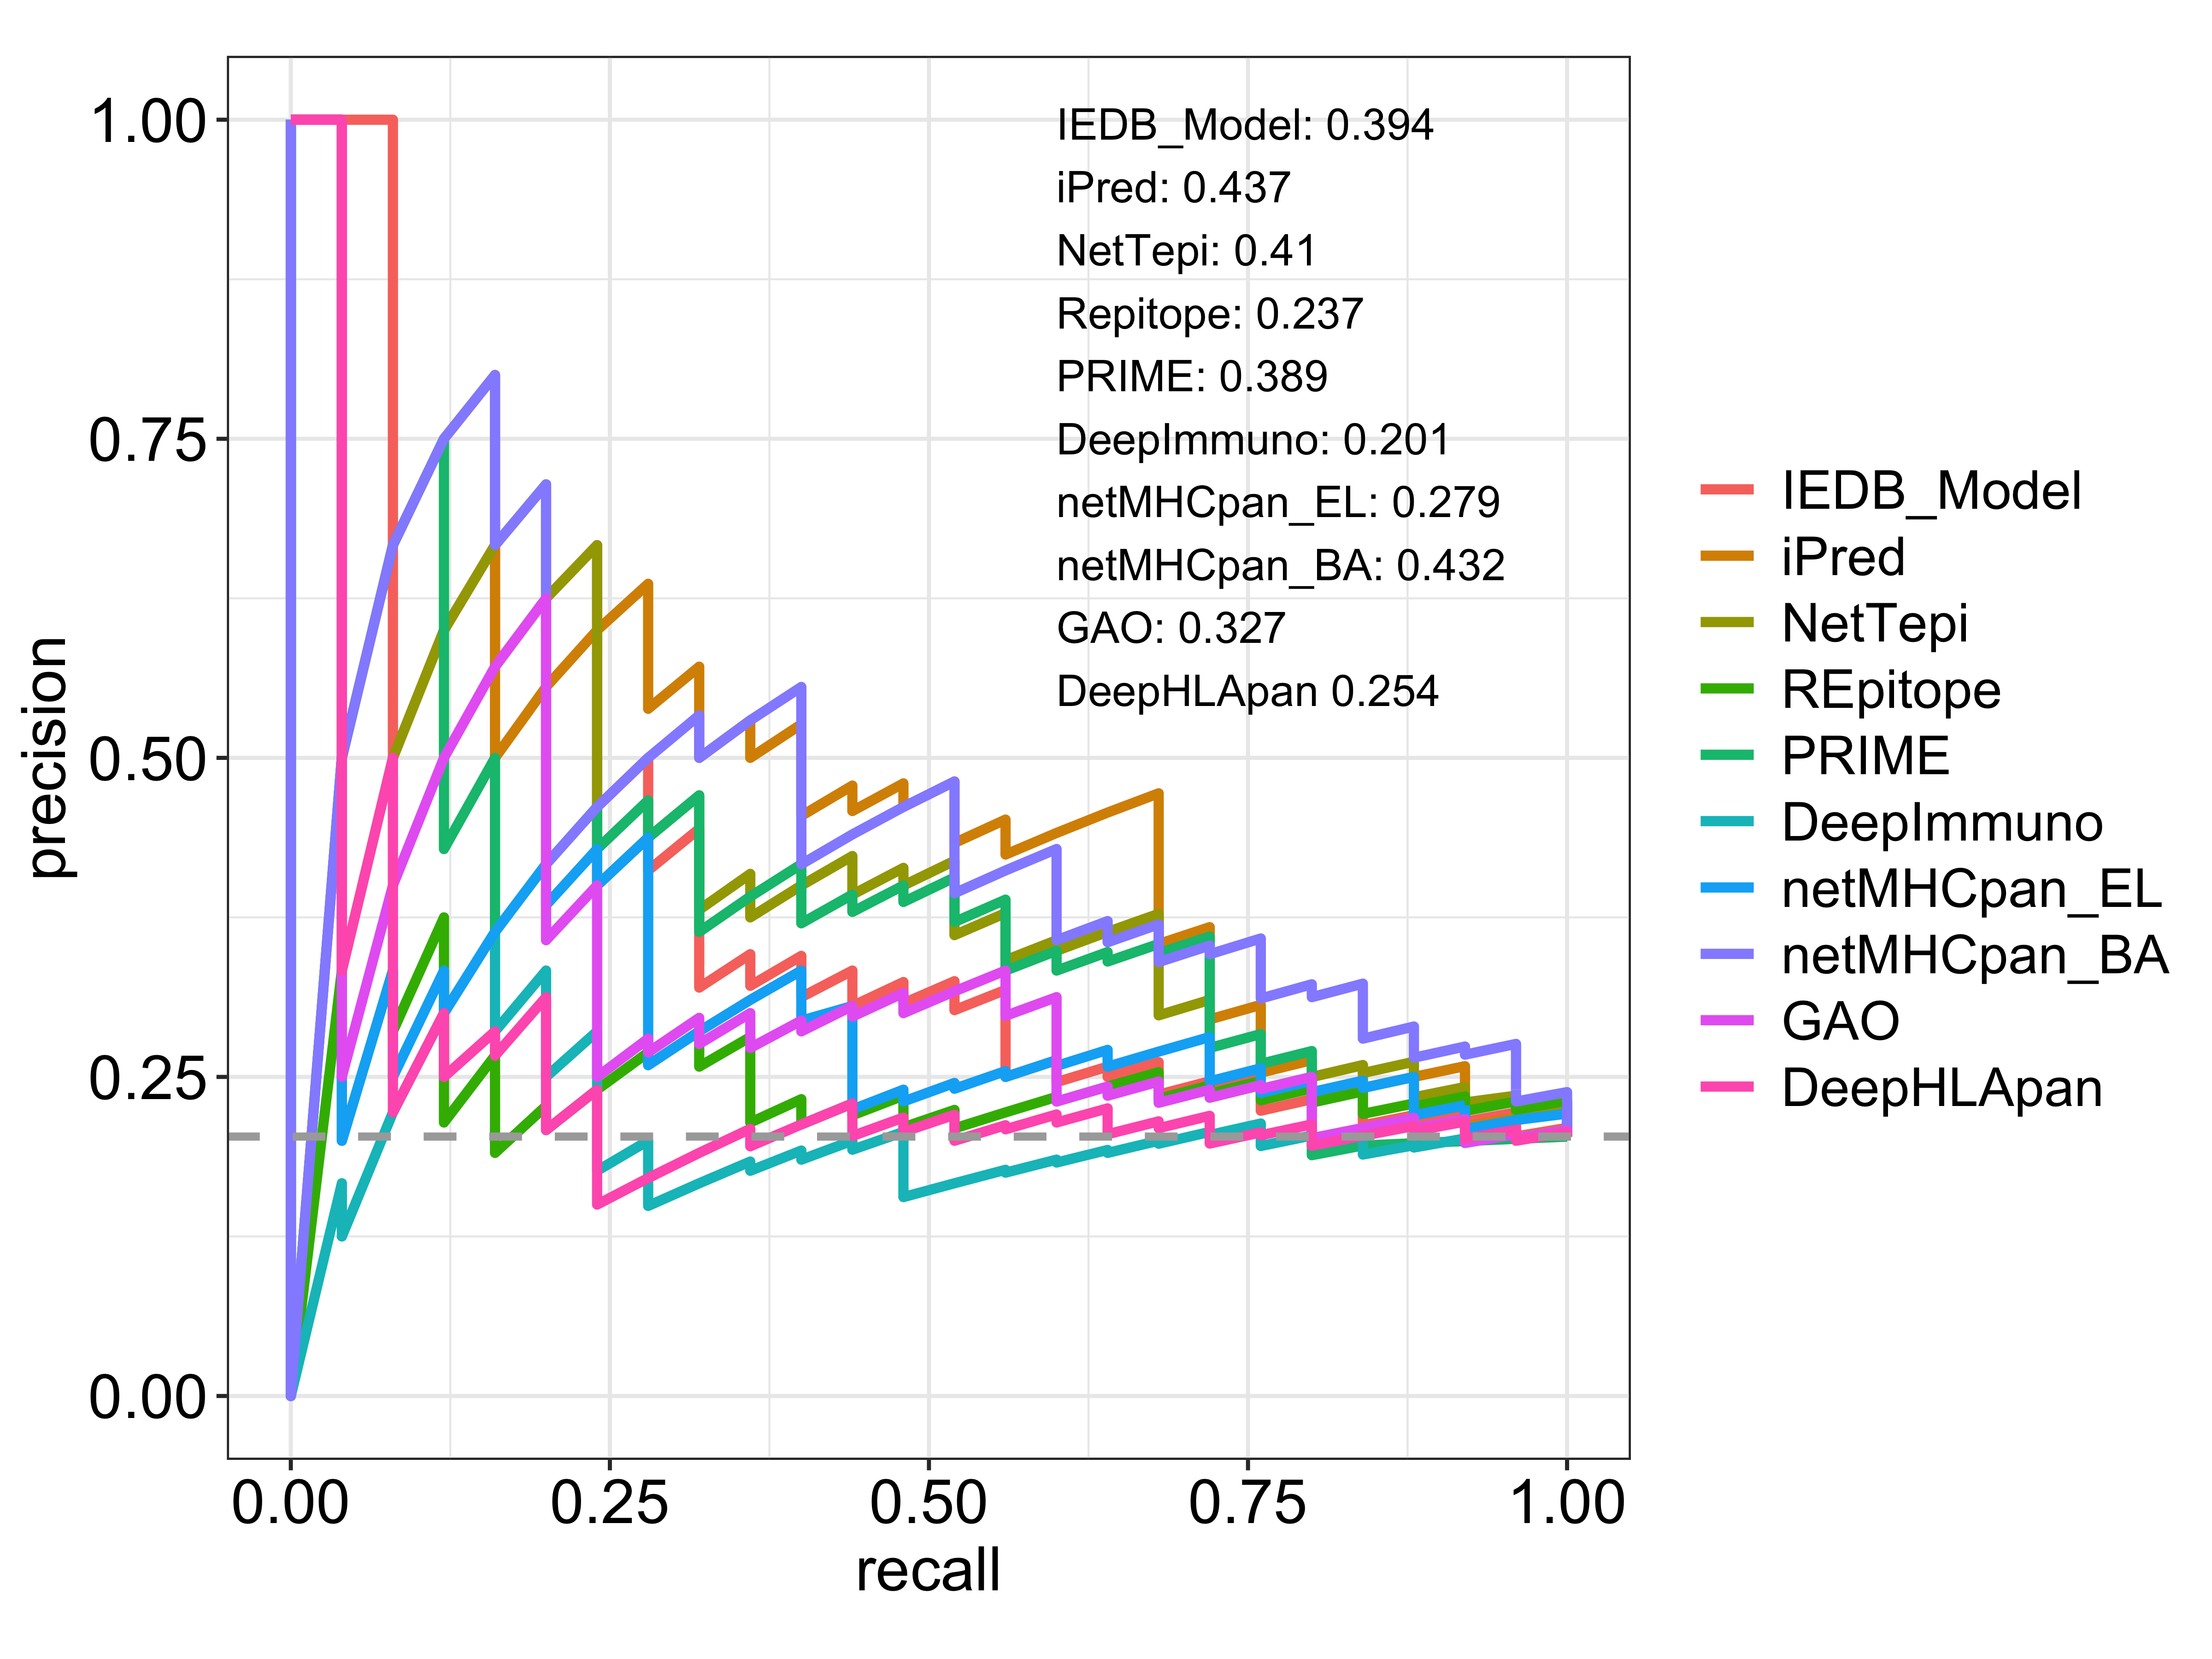 1.00
0.75
0.50
0.25
0.00
precision
0.00 0.25 0.50 0.75 1.00
recall
IEDB_Model: 0.394
iPred: 0.437
NetTepi: 0.41
Repitope: 0.237
PRIME: 0.389
DeepImmuno: 0.201
netMHCpan_EL: 0.279
netMHCpan_BA: 0.432
GAO: 0.327
DeepHLApan 0.254
IEDB_Model
iPred
NetTepi
REpitope
PRIME
DeepImmuno
netMHCpan_EL
netMHCpan_BA
GAO
DeepHLApan